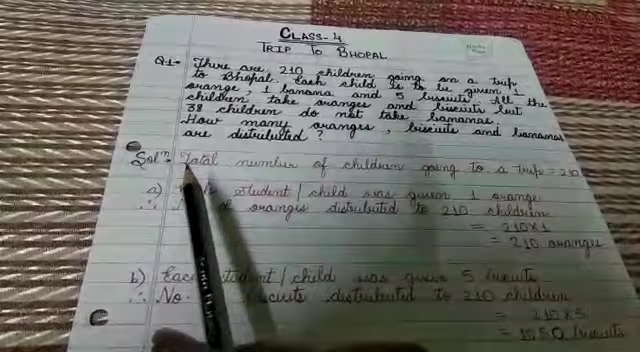 CLASS-4
TRIP TO BHOPAL
Q.1- There are 210 children going on a trip
to Bhopal. Each child is to be given 1
orange, 1 banana and 5 biscuits. All the
children take oranges and biscuits but
38 children do not take bananas.
How many oranges, biscuits and bananas
are distributed?
Solⁿ- Total number of children going to a trip = 210
a) student/child was given 1 orange
∴ oranges distributed to 210 children
= 210×1
= 210 oranges
b) Each student/child was given 5 biscuits
∴ No. biscuits distributed to 210 children
= 210×5
= 1050 biscuits